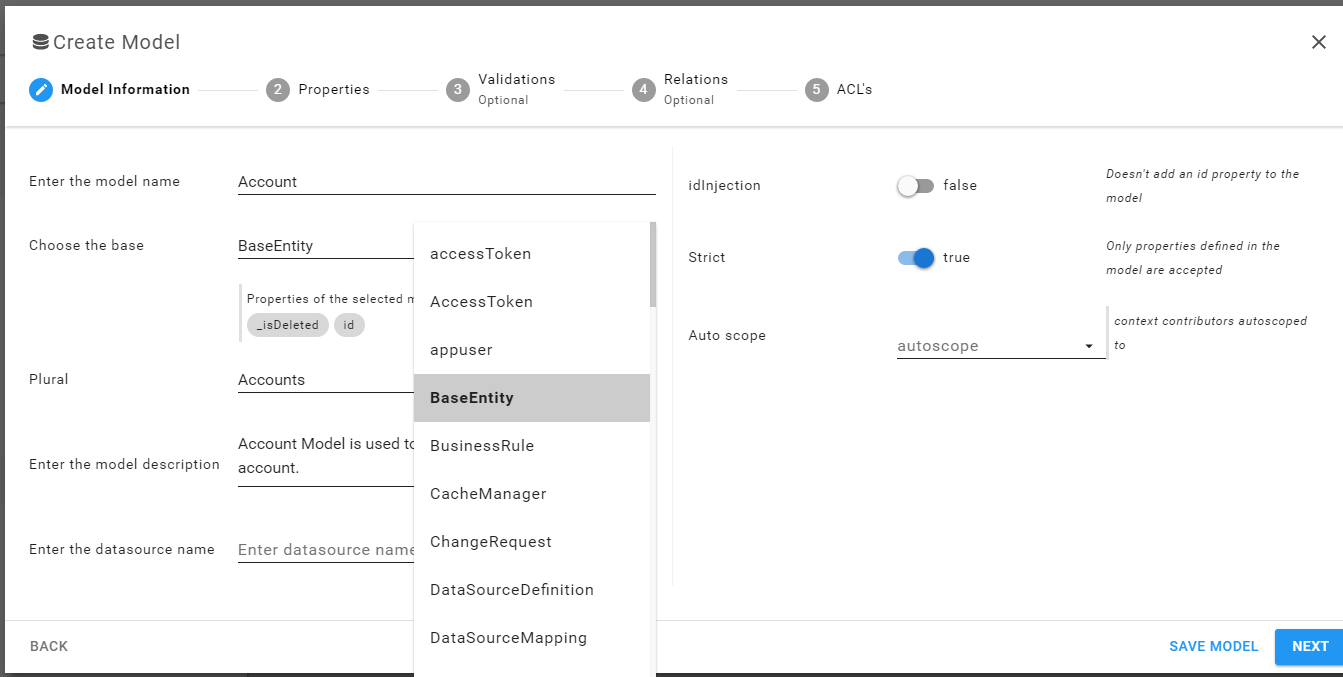 Create Model
Model Information
2 Properties
3 Validations
Optional
4 Relations
Optional
5 ACL's
Enter the model name
Account
Choose the base
BaseEntity
Properties of the selected
_isDeleted id
Plural
Accounts
Enter the model description
Account Model is used to
account.
Enter the datasource name
Enter datasource name
accessToken
AccessToken
appuser
BaseEntity
BusinessRule
CacheManager
ChangeRequest
DataSourceDefinition
DataSourceMapping
idInjection
false
Doesn't add an id property to the
model
Strict
true
Only properties defined in the
model are accepted
Auto scope
autoscope
context contributors autoscoped
to
BACK
SAVE MODEL
NEXT